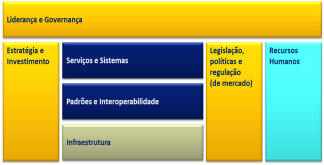 Liderança e Governança
Estratégia e
Investimento
Serviços e Sistemas
Padrões e Interoperabilidade
Infraestrutura
Legislação,
políticas e
regulação
(de mercado)
Recursos
Humanos